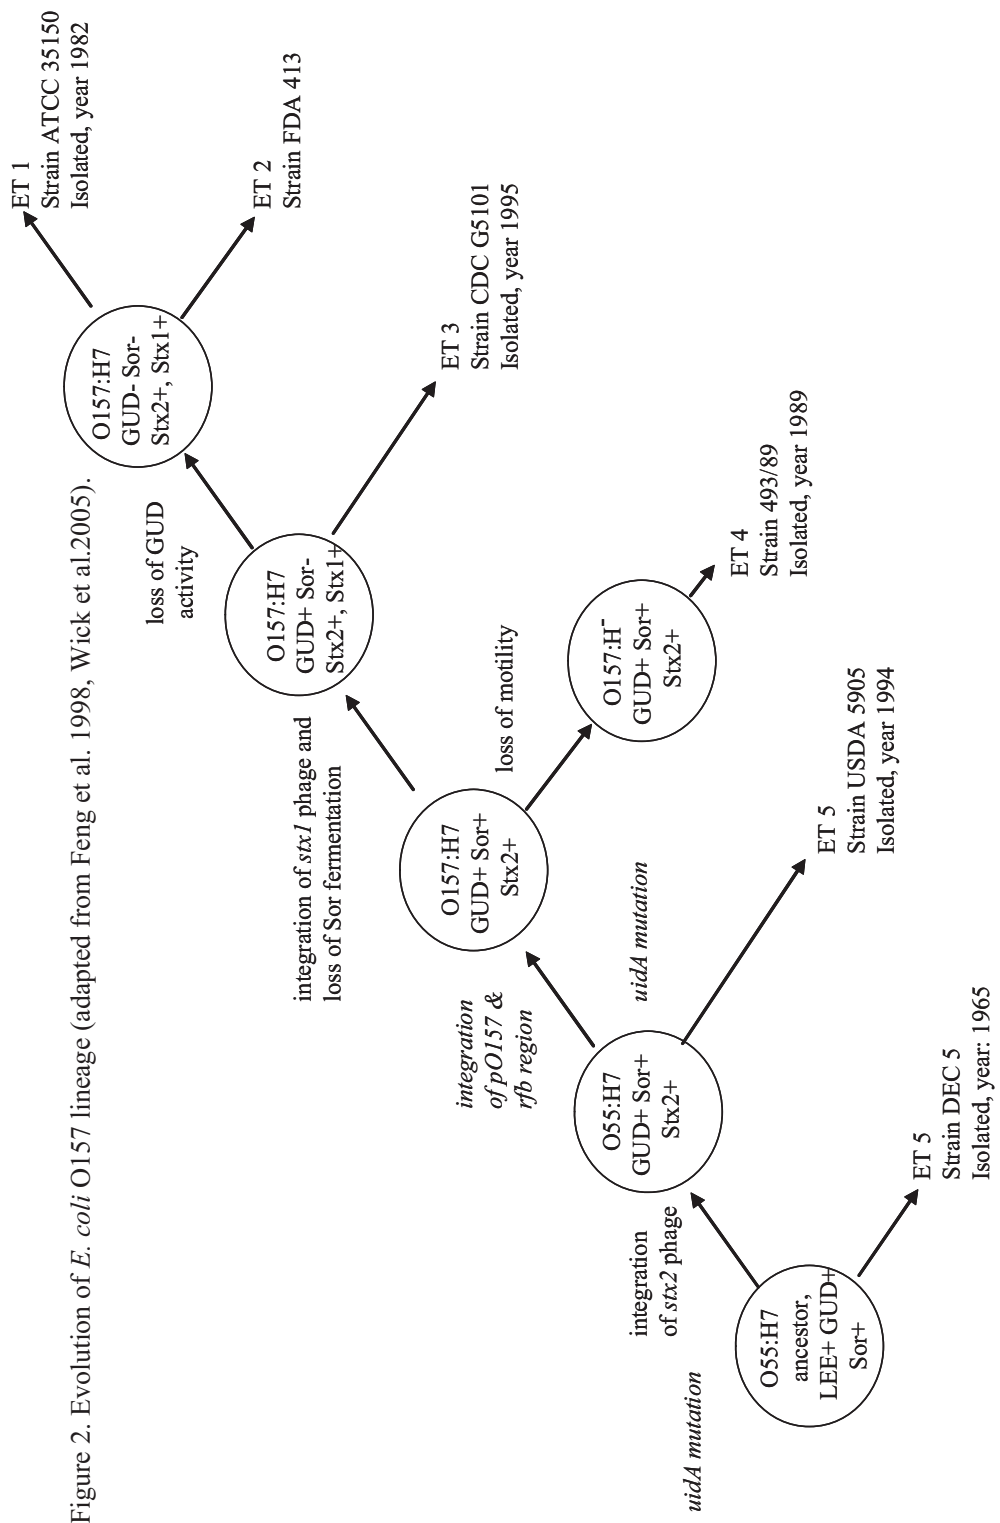 Figure 2. Evolution of E. coli O157 lineage (adapted from Feng et al. 1998, Wick et al.2005).
uidA mutation
O55:H7
ancestor,
LEE+ GUD+
Sor+
integration
of stx2 phage
ET 5
Strain DEC 5
Isolated, year: 1965
O55:H7
GUD+ Sor+
Stx2+
uidA mutation
integration
of pO157 &
rfb region
ET 5
Strain USDA 5905
Isolated, year 1994
O157:H7
GUD+ Sor+
Stx2+
loss of motility
O157:H⁻
GUD+ Sor+
Stx2+
ET 4
Strain 493/89
Isolated, year 1989
integration of stx1 phage and
loss of Sor fermentation
O157:H7
GUD+ Sor-
Stx2+, Stx1+
ET 3
Strain CDC G5101
Isolated, year 1995
loss of GUD
activity
O157:H7
GUD- Sor-
Stx2+, Stx1+
ET 1
Strain ATCC 35150
Isolated, year 1982
ET 2
Strain FDA 413